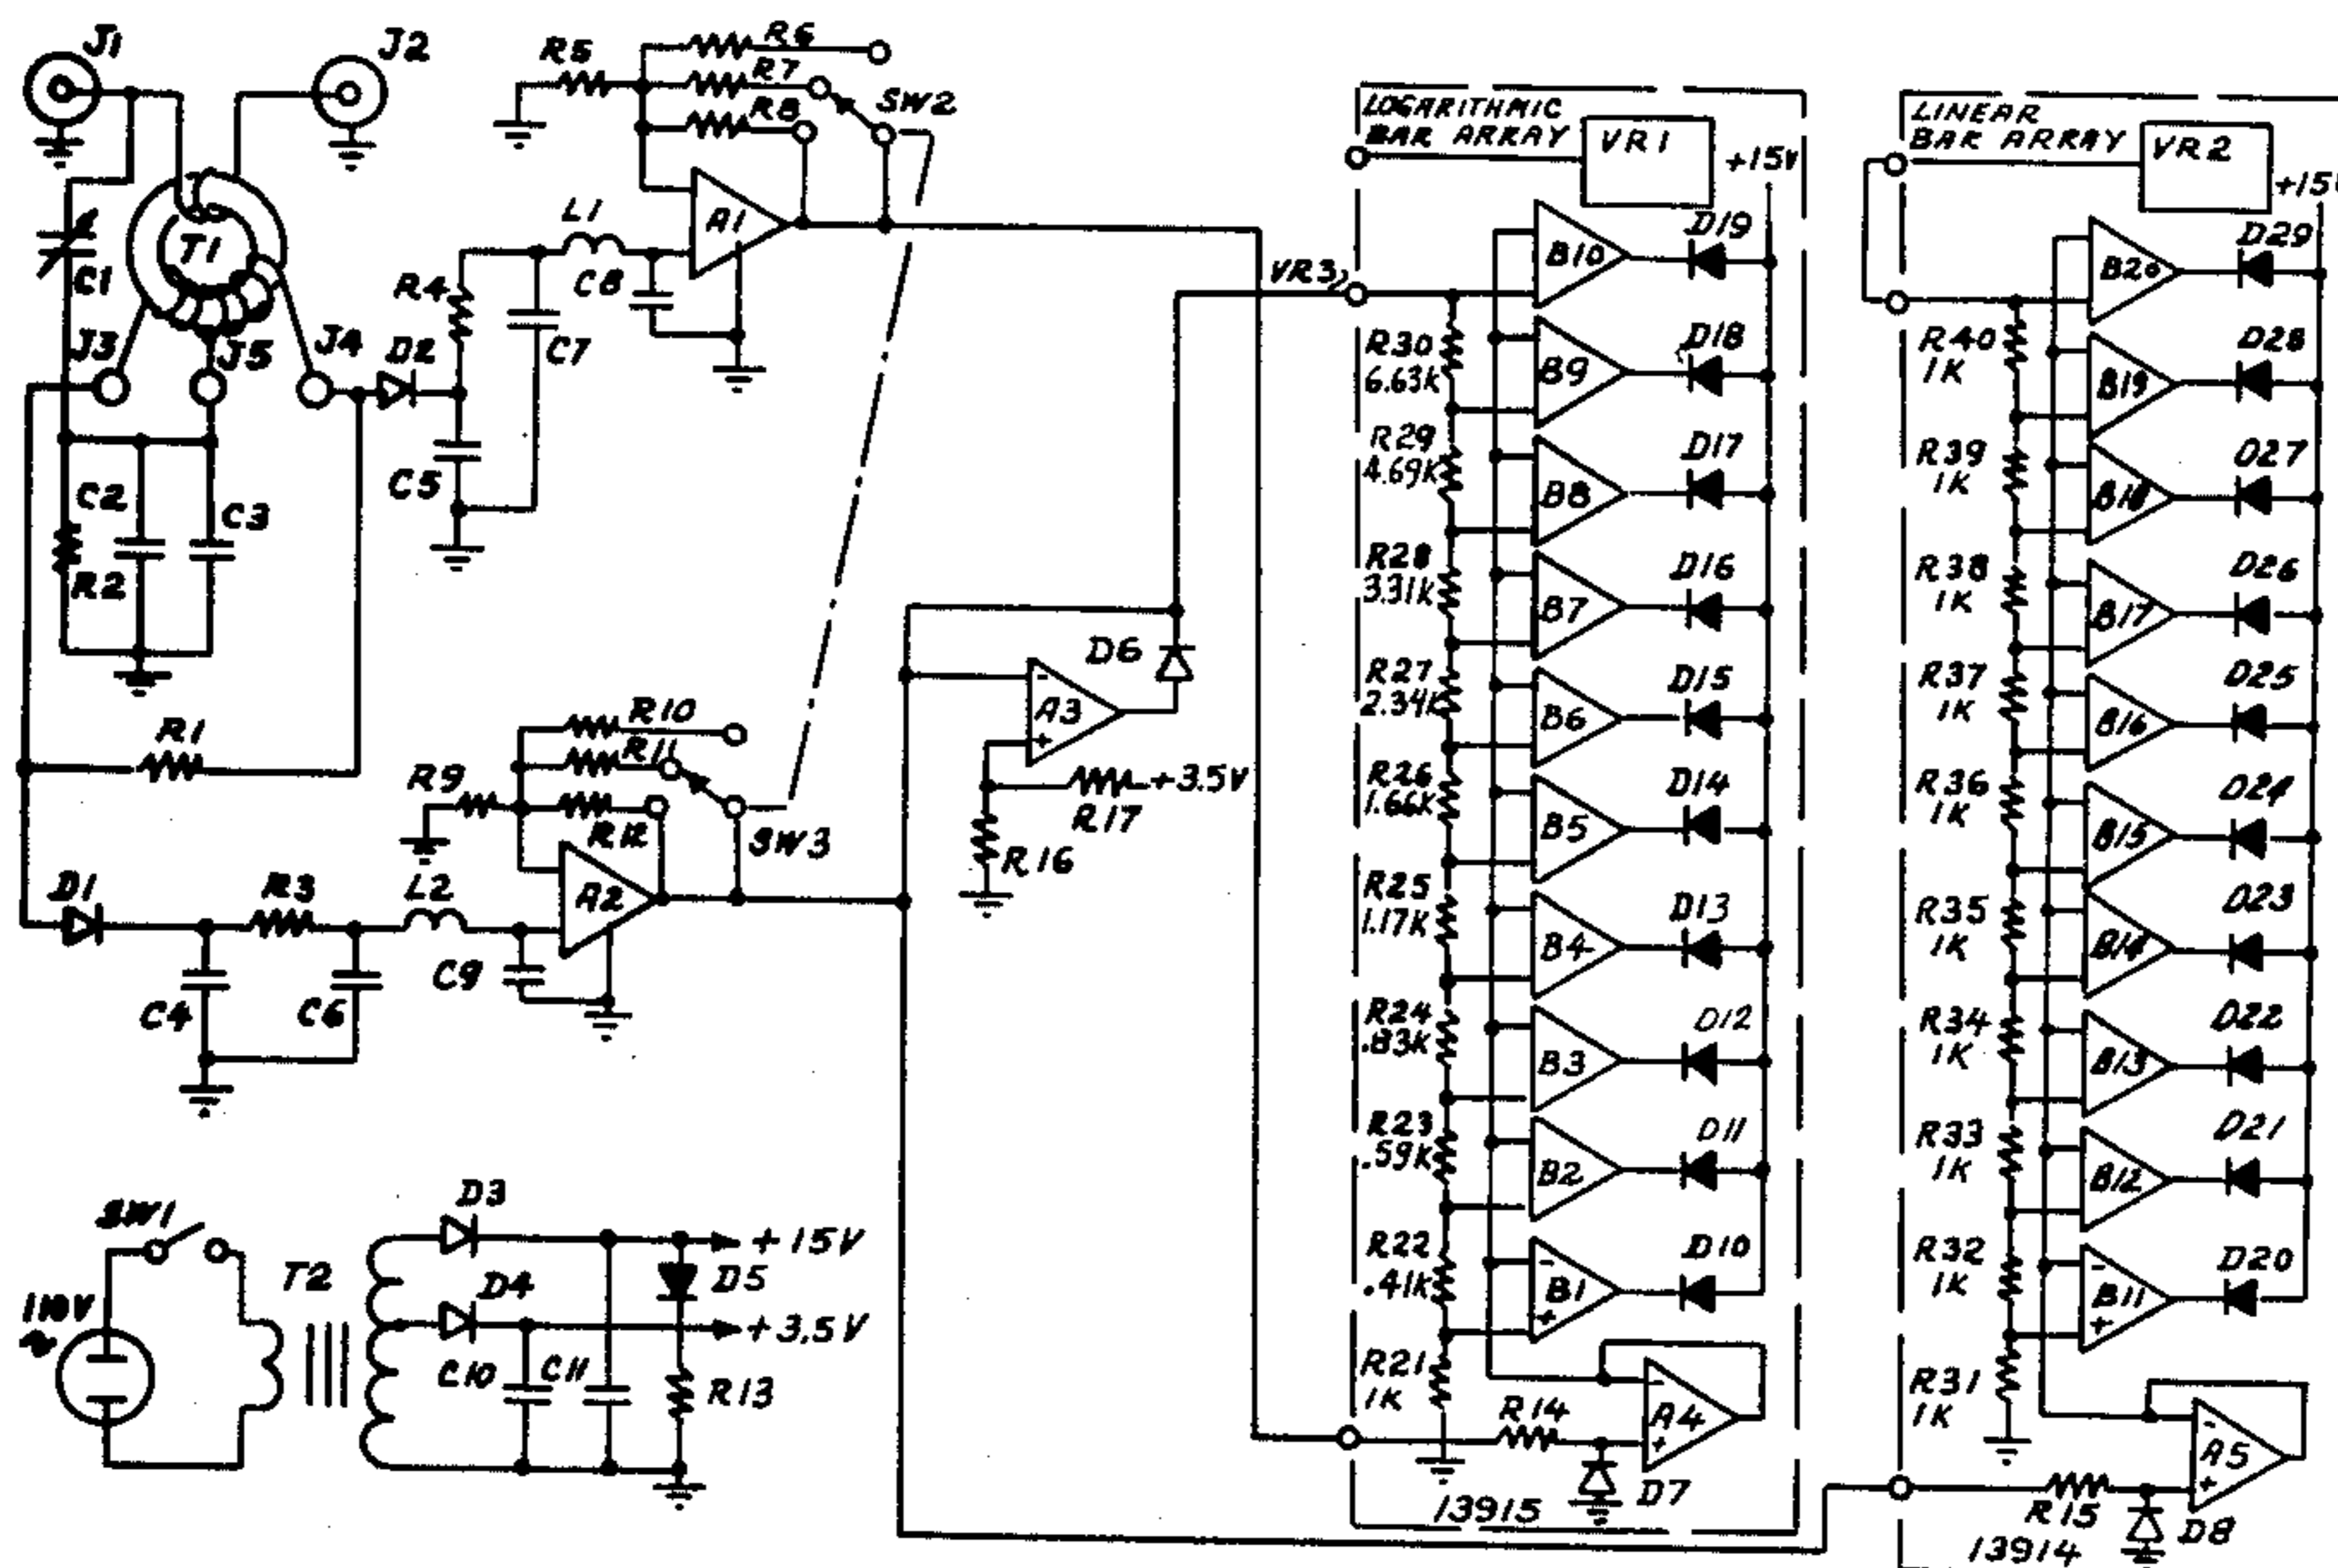 J1
J2
R5
R6
R7
R8
SW2
T1
C1
J3
J5
J4
D2
R4
L1
C8
A1
C7
C5
C2
C3
R2
R1
D1
R3
L2
C4
C6
C9
R9
R10
R11
R12
SW3
A2
D6
A3
-
+
+3.5V
R17
R16
SW1
110V
T2
D3
D4
+15V
D5
+3.5V
C10
C11
R13
VR3
LOGARITHMIC
BAR ARRAY
VR1
+15V
B10
D19
R30
6.63K
B9
D18
R29
4.69K
B8
D17
R28
3.31K
B7
D16
R27
2.34K
B6
D15
R26
1.66K
B5
D14
R25
1.17K
B4
D13
R24
.83K
B3
D12
R23
.59K
B2
D11
R22
.41K
B1
-
+
D10
R21
1K
R14
A4
-
+
D7
13915
LINEAR
BAR ARRAY
VR2
+15V
B20
D29
R40
1K
B19
D28
R39
1K
B18
D27
R38
1K
B17
D26
R37
1K
B16
D25
R36
1K
B15
D24
R35
1K
B14
D23
R34
1K
B13
D22
R33
1K
B12
D21
R32
1K
B11
-
+
D20
R31
1K
R15
A5
-
+
D8
13914